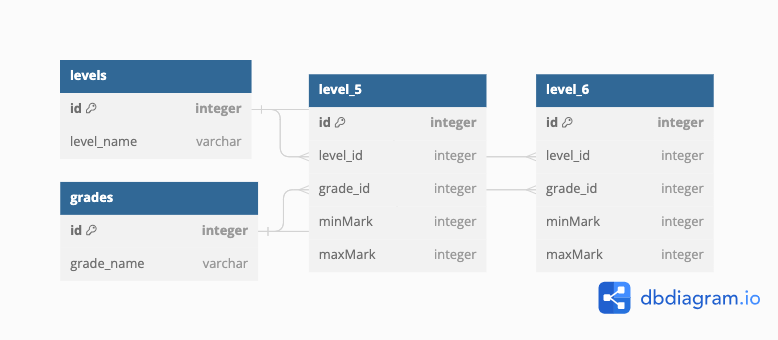 levels
id integer
level_name varchar
grades
id integer
grade_name varchar
level_5
id integer
level_id integer
grade_id integer
minMark integer
maxMark integer
level_6
id integer
level_id integer
grade_id integer
minMark integer
maxMark integer
dbdiagram.io